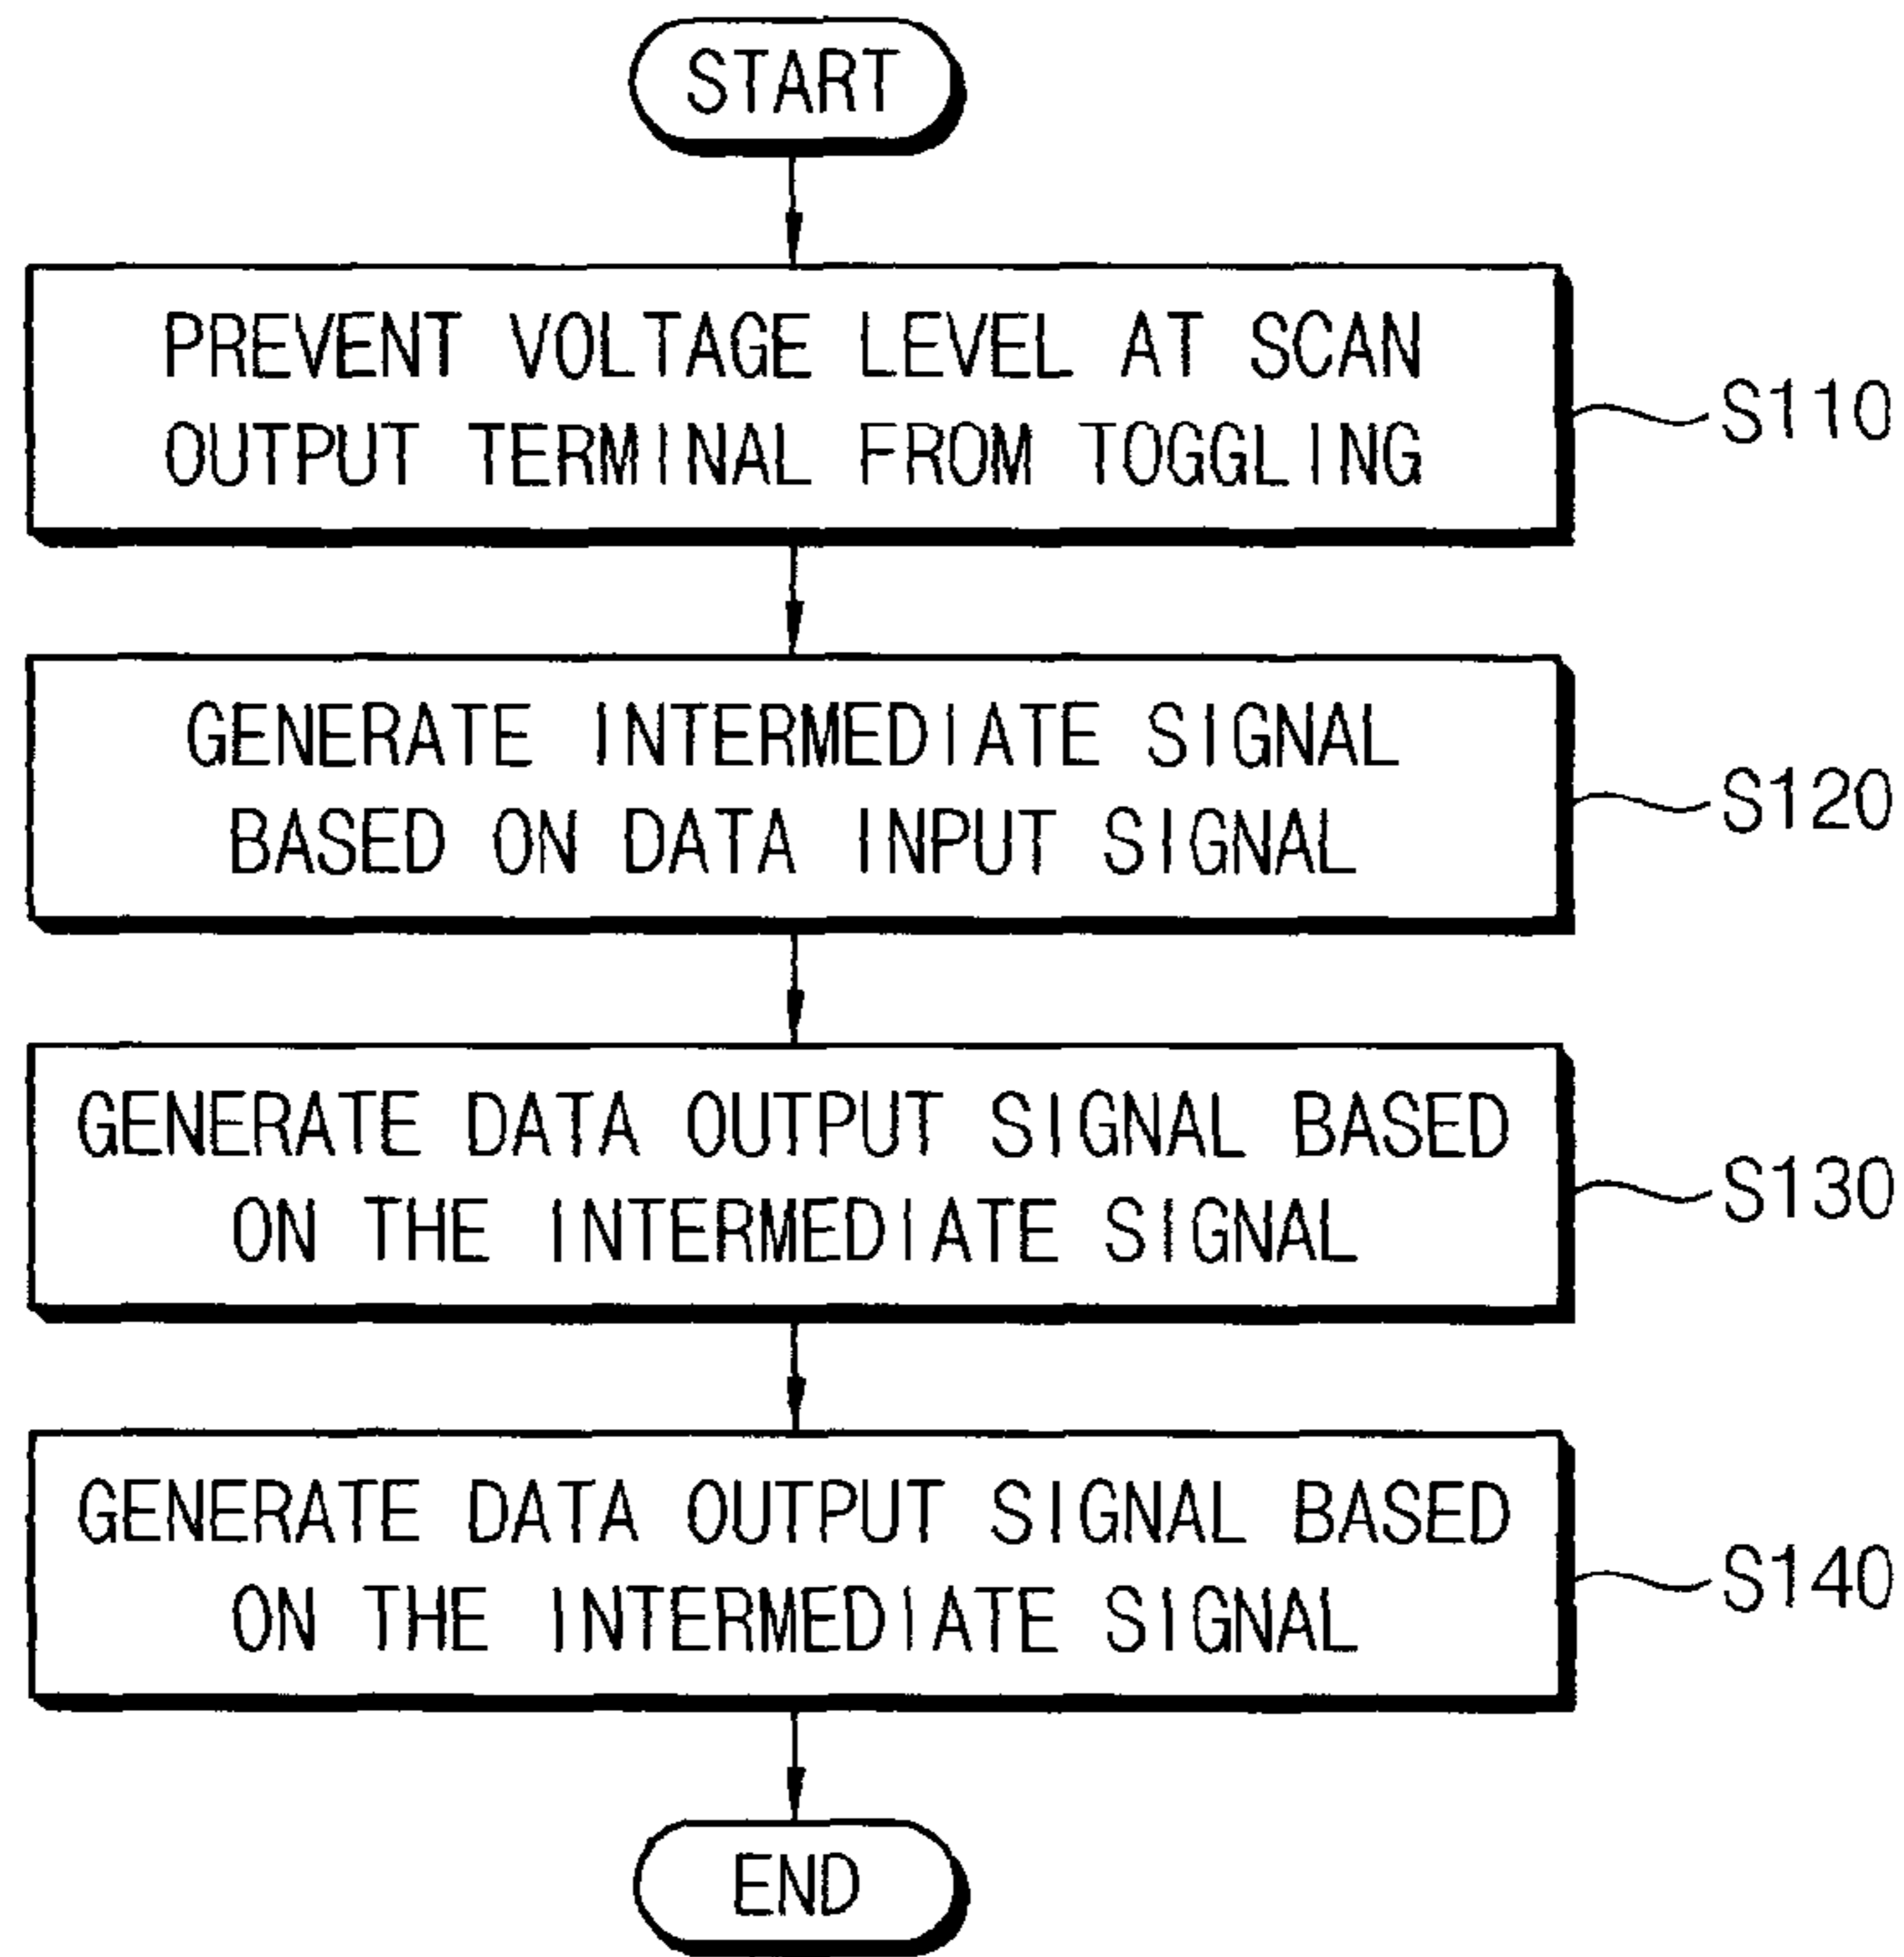 START
PREVENT VOLTAGE LEVEL AT SCAN
OUTPUT TERMINAL FROM TOGGLING
S110
GENERATE INTERMEDIATE SIGNAL
BASED ON DATA INPUT SIGNAL
S120
GENERATE DATA OUTPUT SIGNAL BASED
ON THE INTERMEDIATE SIGNAL
S130
GENERATE DATA OUTPUT SIGNAL BASED
ON THE INTERMEDIATE SIGNAL
S140
END